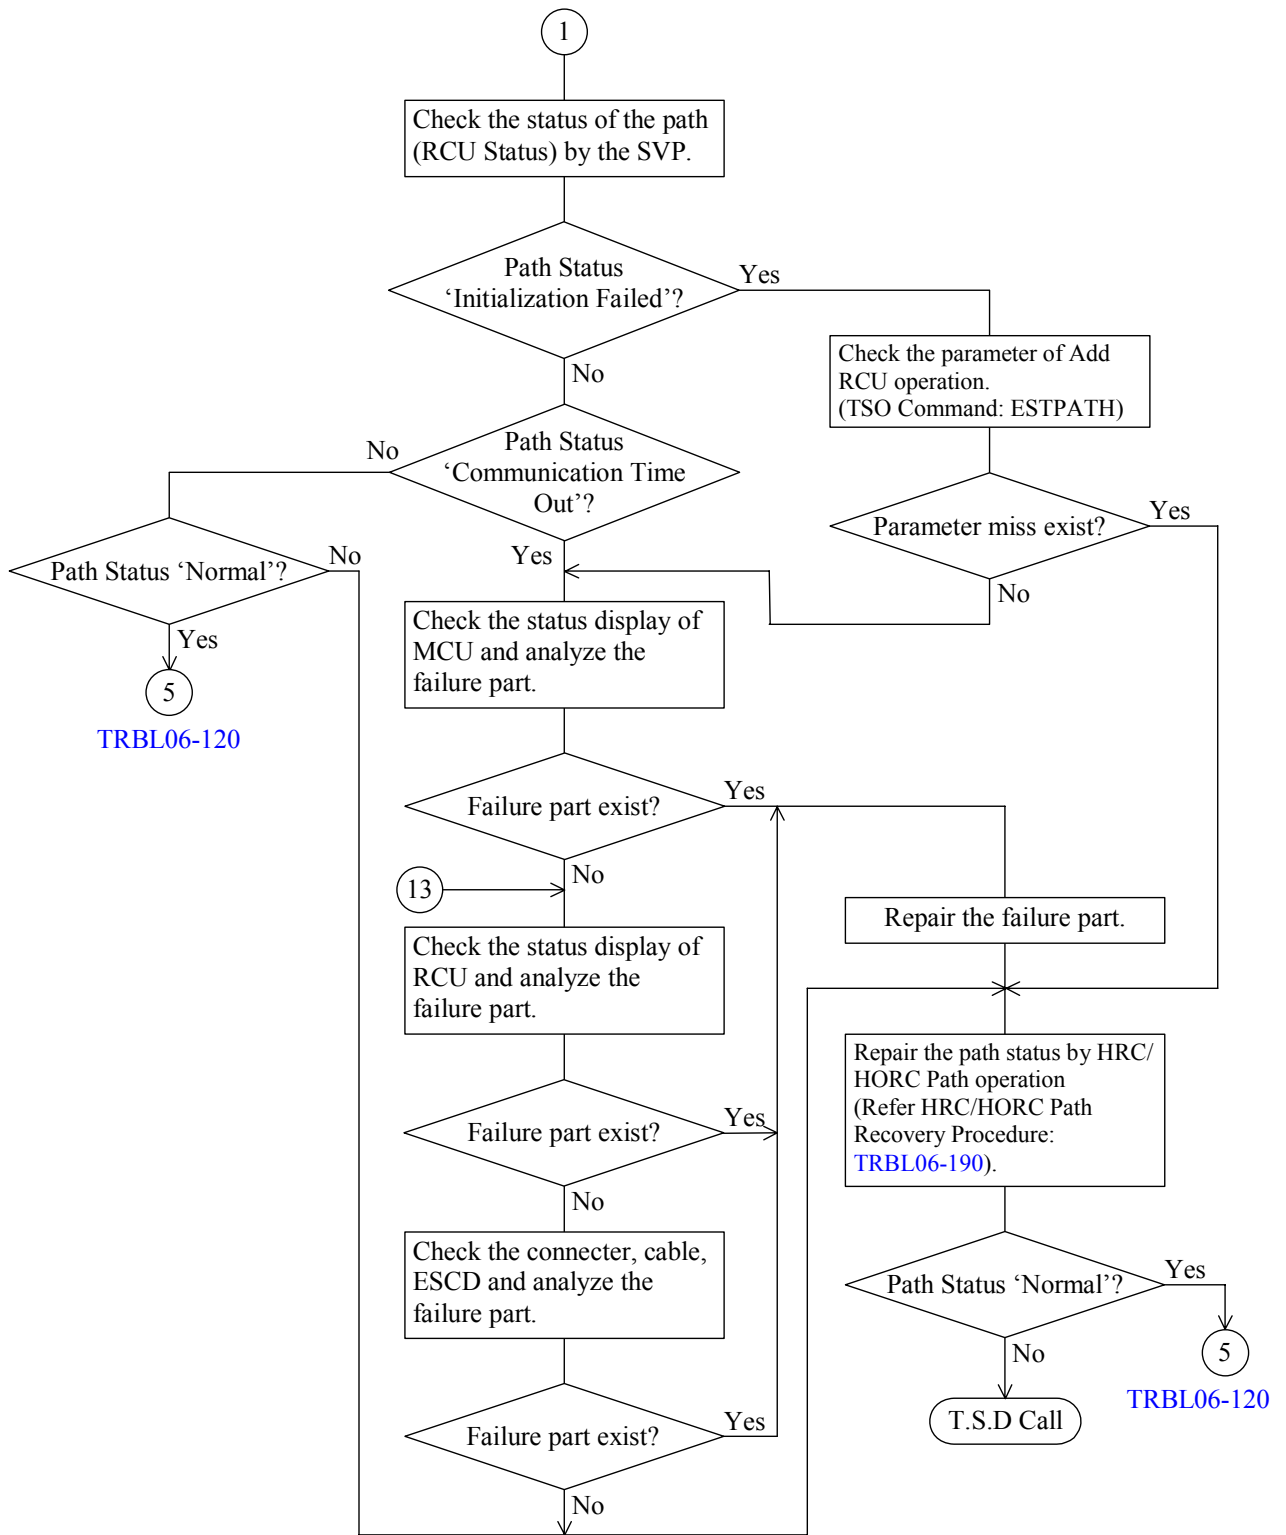 1
Check the status of the path
(RCU Status) by the SVP.
Path Status
‘Initialization Failed’?
Yes
No
Check the parameter of Add
RCU operation.
(TSO Command: ESTPATH)
Path Status
‘Communication Time
Out’?
No
Yes
Parameter miss exist?
Yes
No
Path Status ‘Normal’?
No
Yes
5
TRBL06-120
Check the status display of
MCU and analyze the
failure part.
Failure part exist?
Yes
No
13
Repair the failure part.
Check the status display of
RCU and analyze the
failure part.
Repair the path status by HRC/
HORC Path operation
(Refer HRC/HORC Path
Recovery Procedure:
TRBL06-190).
Failure part exist?
Yes
No
Check the connecter, cable,
ESCD and analyze the
failure part.
Path Status ‘Normal’?
Yes
No
5
TRBL06-120
T.S.D Call
Failure part exist?
Yes
No